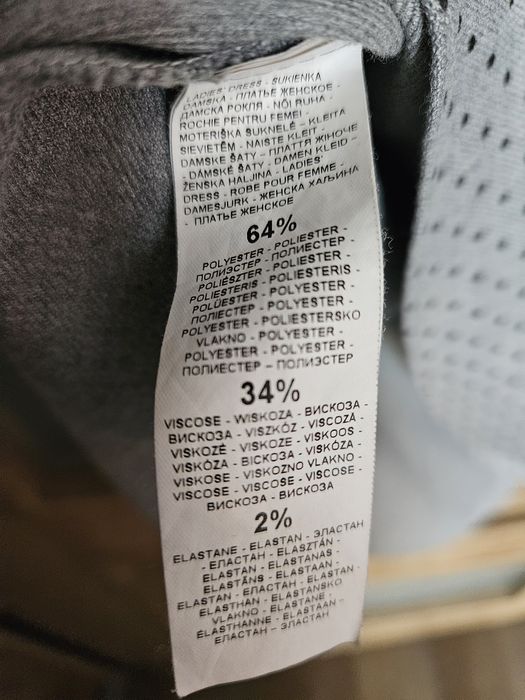 LADIES' DRESS - SUKIENKA
DAMSKA - ПЛАТЬЕ ЖЕНСКОЕ -
ДАМСКА РОКЛЯ - NŐI RUHA -
ROCHIE PENTRU FEMEI -
MOTERIŠKA SUKNELĖ - KLEITA
SIEVIETĒM - NAISTE KLEIT -
DÁMSKE ŠATY – ПЛАТТЯ ЖІНОЧЕ
- DÁMSKÉ ŠATY - DAMEN KLEID –
ŽENSKA HALJINA - LADIES'
DRESS - ROBE POUR FEMME -
DAMESJURK - ЖЕНСКА ХАЉИНА
- ПЛАТЬЕ ЖЕНСКОЕ
64%
POLYESTER - POLIESTER -
ПОЛИЭСТЕР - ПОЛИЕСТЕР -
POLIÉSZTER - POLIESTER -
POLIESTERIS - POLIESTERIS -
POLÜESTER - POLYESTER -
ПОЛІЕСТЕР - POLYESTER -
POLYESTER - POLIESTERSKO
VLAKNO - POLYESTER -
POLYESTER - POLYESTER -
ПОЛИЕСТЕР – ПОЛИЭСТЕР
34%
VISCOSE - WISKOZA - ВИСКОЗА -
ВИСКОЗА - VISZKÓZ - VISCOZĂ -
VISKOZĖ - VISKOZE - VISKOOS -
VISKÓZA - ВІСКОЗА - VISKÓZA -
VISKOSE - VISKOZNO VLAKNO -
VISCOSE - VISCOSE - VISCOSE -
ВИСКОЗА - ВИСКОЗА
2%
ELASTANE - ELASTAN - ЭЛАСТАН
- ЕЛАСТАН - ELASZTÁN -
ELASTAN - ELASTANAS -
ELASTĀNS - ELASTAAN -
ELASTAN - ЕЛАСТАН - ELASTAN -
ELASTHAN - ELASTANSKO
VLAKNO - ELASTANE -
ÉLASTHANNE - ELASTAAN –
ЕЛАСТАН – ЭЛАСТАН